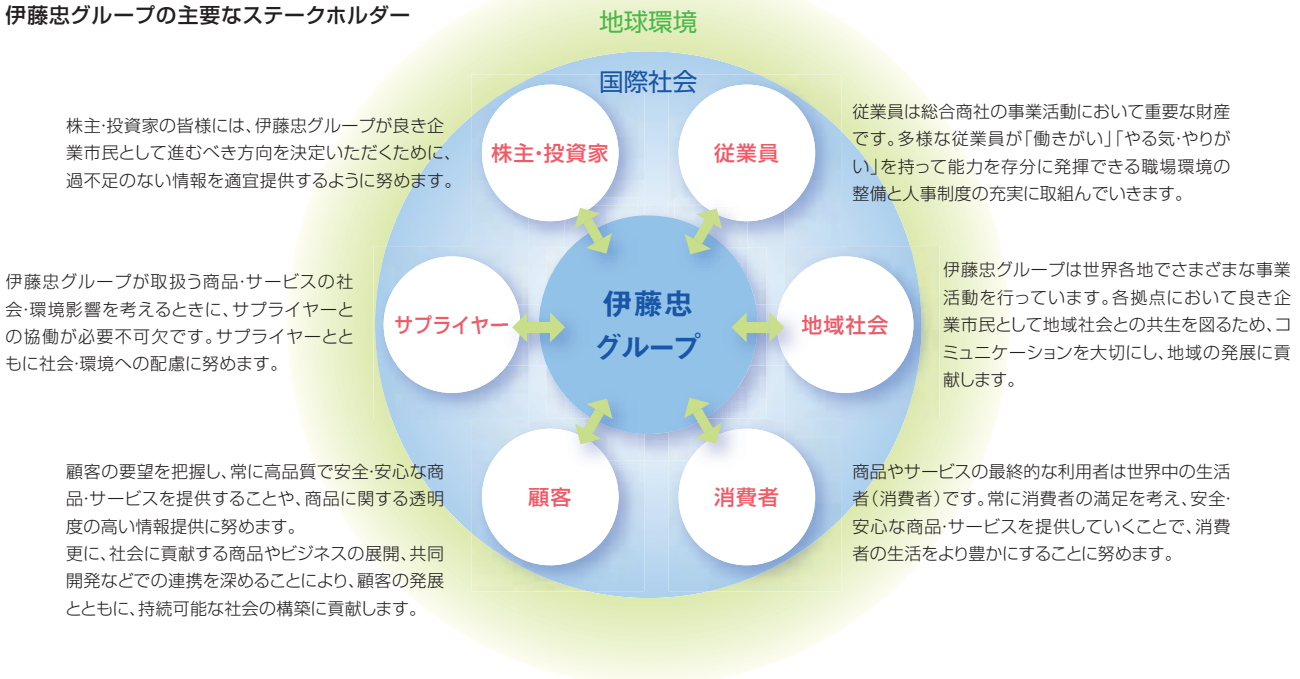 伊藤忠グループの主要なステークホルダー
地球環境
国際社会
株主・投資家の皆様には、伊藤忠グループが良き企
業市民として進むべき方向を決定いただくために、
過不足のない情報を適宜提供するように努めます。
株主・投資家
従業員
従業員は総合商社の事業活動において重要な財産
です。多様な従業員が「働きがい」「やる気・やりが
い」を持って能力を存分に発揮できる職場環境の
整備と人事制度の充実に取組んでいきます。
伊藤忠グループが取扱う商品・サービスの社
会・環境影響を考えるときに、サプライヤーと
の協働が必要不可欠です。サプライヤーとと
もに社会・環境への配慮に努めます。
サプライヤー
伊藤忠
グループ
地域社会
伊藤忠グループは世界各地でさまざまな事業
活動を行っています。各拠点において良き企
業市民として地域社会との共生を図るため、コ
ミュニケーションを大切にし、地域の発展に貢
献します。
顧客の要望を把握し、常に高品質で安全・安心な商
品・サービスを提供することや、商品に関する透明
度の高い情報提供に努めます。
更に、社会に貢献する商品やビジネスの展開、共同
開発などでの連携を深めることにより、顧客の発展
とともに、持続可能な社会の構築に貢献します。
顧客
消費者
商品やサービスの最終的な利用者は世界中の生活
者(消費者)です。常に消費者の満足を考え、安全・
安心な商品・サービスを提供していくことで、消費
者の生活をより豊かにすることに努めます。